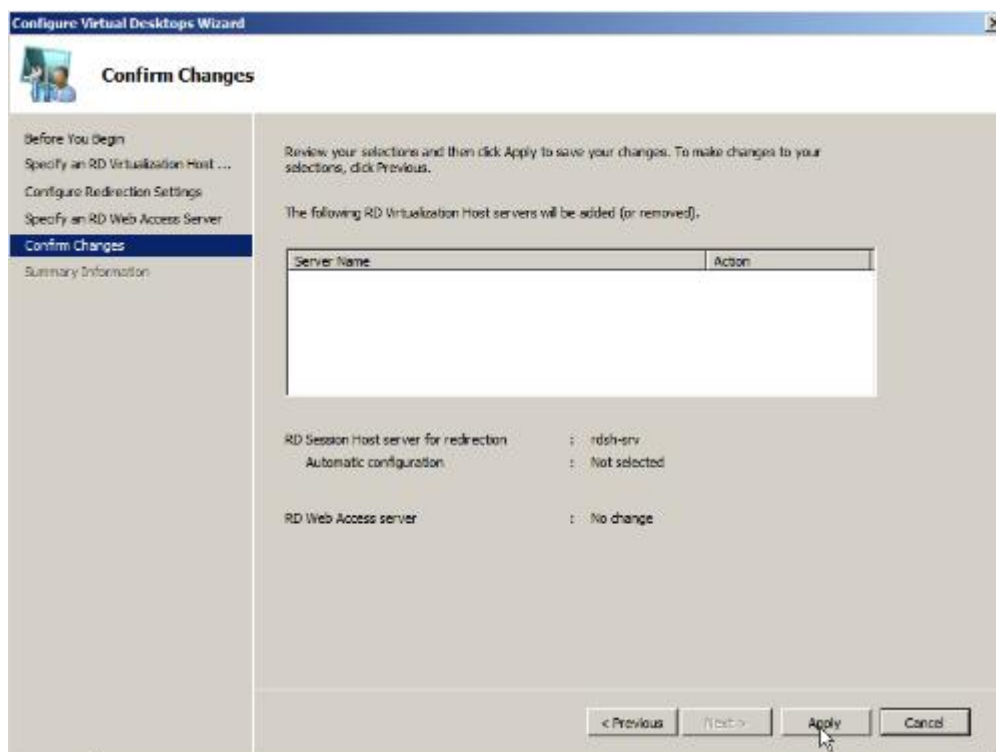 Configure Virtual Desktops Wizard
Confirm Changes
Before You Begin
Specify an RD Virtualization Host ...
Configure Redirection Settings
Specify an RD Web Access Server
Confirm Changes
Summary Information
Review your selections and then click Apply to save your changes. To make changes to your
selections, click Previous.
The following RD Virtualization Host servers will be added (or removed).
Server Name Action
RD Session Host server for redirection : rdsh-srv
Automatic configuration : Not selected
RD Web Access server : No change
< Previous Next > Apply Cancel